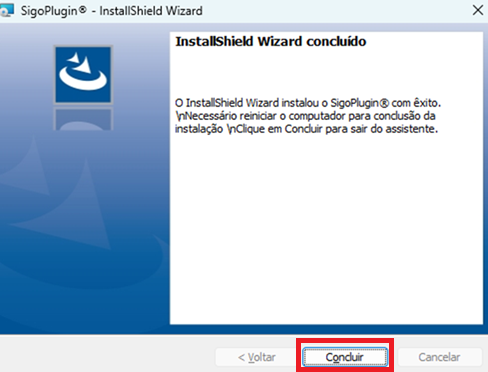 SigoPlugin® - InstallShield Wizard
InstallShield Wizard concluído
O InstallShield Wizard instalou o SigoPlugin® com êxito.
\nNecessário reiniciar o computador para conclusão da
instalação \nClique em Concluir para sair do assistente.
< Voltar
Concluir
Cancelar